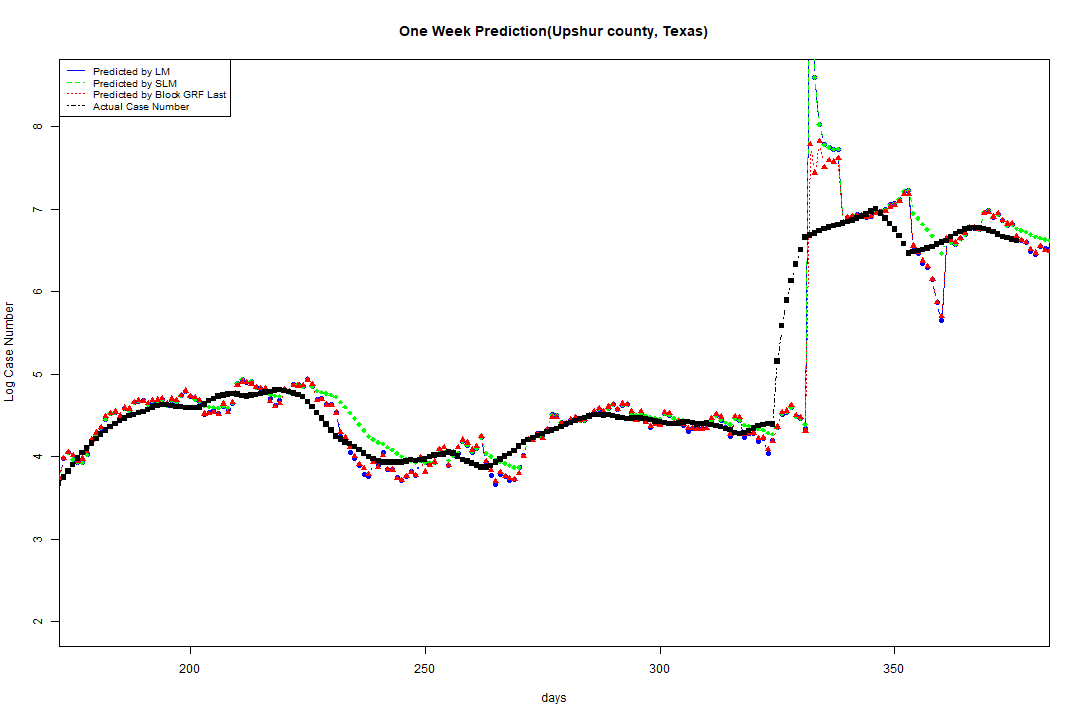 One Week Prediction(Upshur county, Texas)
Predicted by LM
Predicted by SLM
Predicted by Block GRF Last
Actual Case Number
8
7
6
5
4
3
2
Log Case Number
200 250 300 350
days